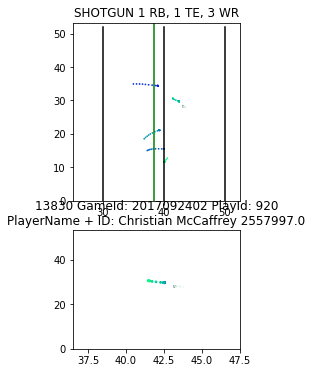 SHOTGUN 1 RB, 1 TE, 3 WR
50
40
30
20
10
0
30 40 50
13830 GameId: 2017092402 PlayId: 920
PlayerName + ID: Christian McCaffrey 2557997.0
40
20
0
37.5 40.0 42.5 45.0 47.5